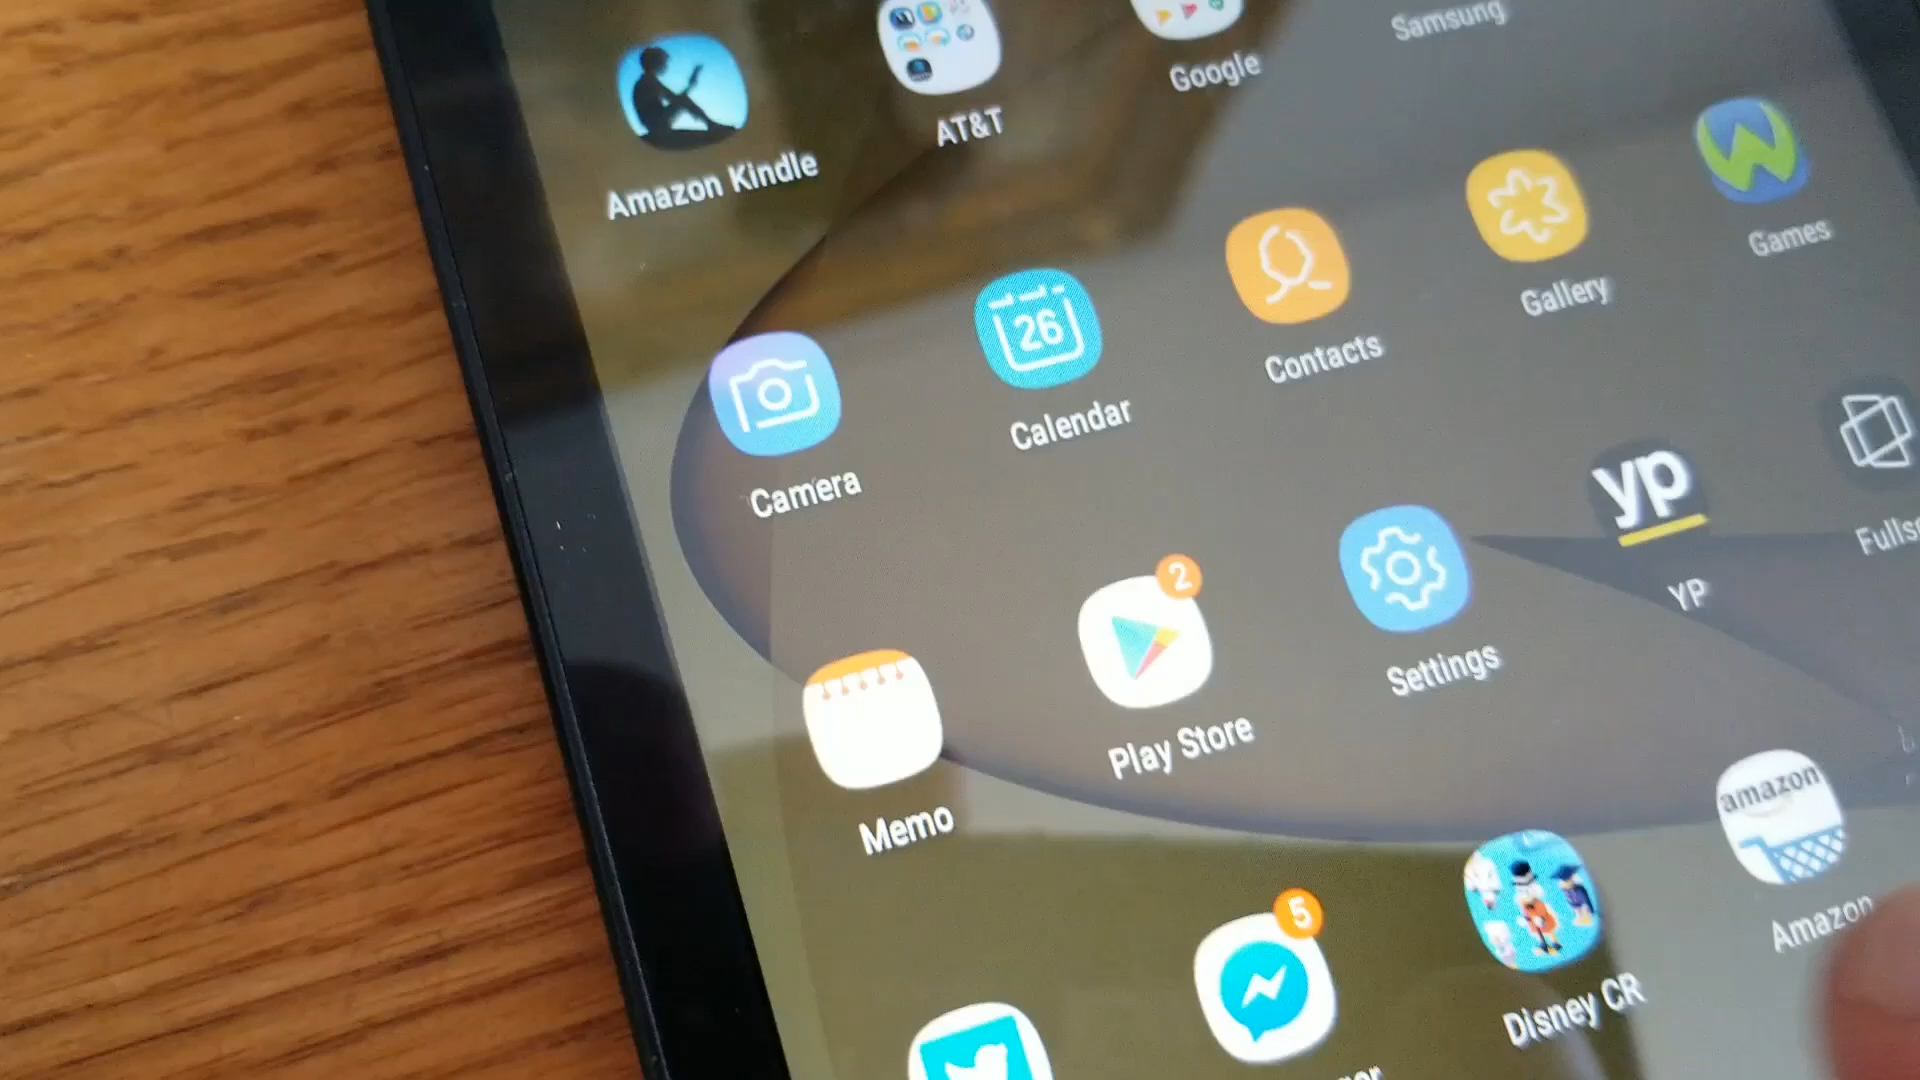 Samsung
Google
AT&T
Amazon Kindle
Games
Gallery
Contacts
26
Calendar
Camera
yp
YP
Settings
2
Play Store
Memo
amazon
Amazon
Disney CR
5